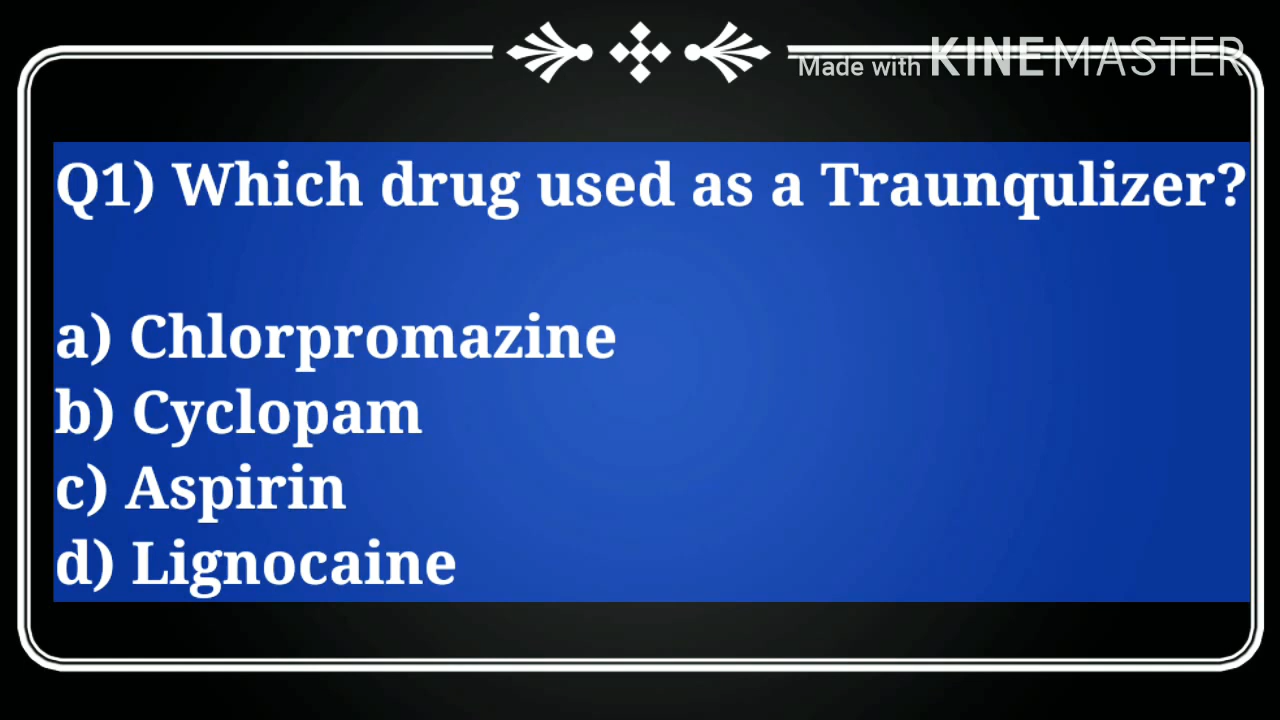 Made with KINEMASTER
Q1) Which drug used as a Traunqulizer?
a) Chlorpromazine
b) Cyclopam
c) Aspirin
d) Lignocaine